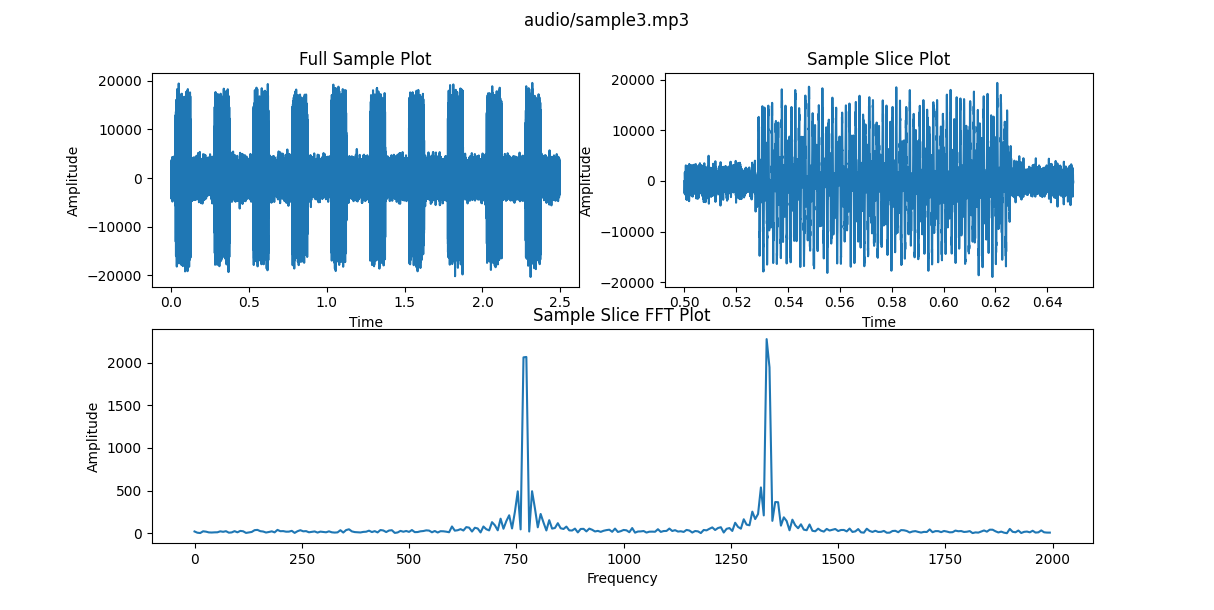 audio/sample3.mp3
Full Sample Plot
Amplitude
20000
10000
0
−10000
−20000
0.0 0.5 1.0 1.5 2.0 2.5
Time
Sample Slice Plot
Amplitude
20000
10000
0
−10000
−20000
0.50 0.52 0.54 0.56 0.58 0.60 0.62 0.64
Time
Sample Slice FFT Plot
Amplitude
2000
1500
1000
500
0
0 250 500 750 1000 1250 1500 1750 2000
Frequency